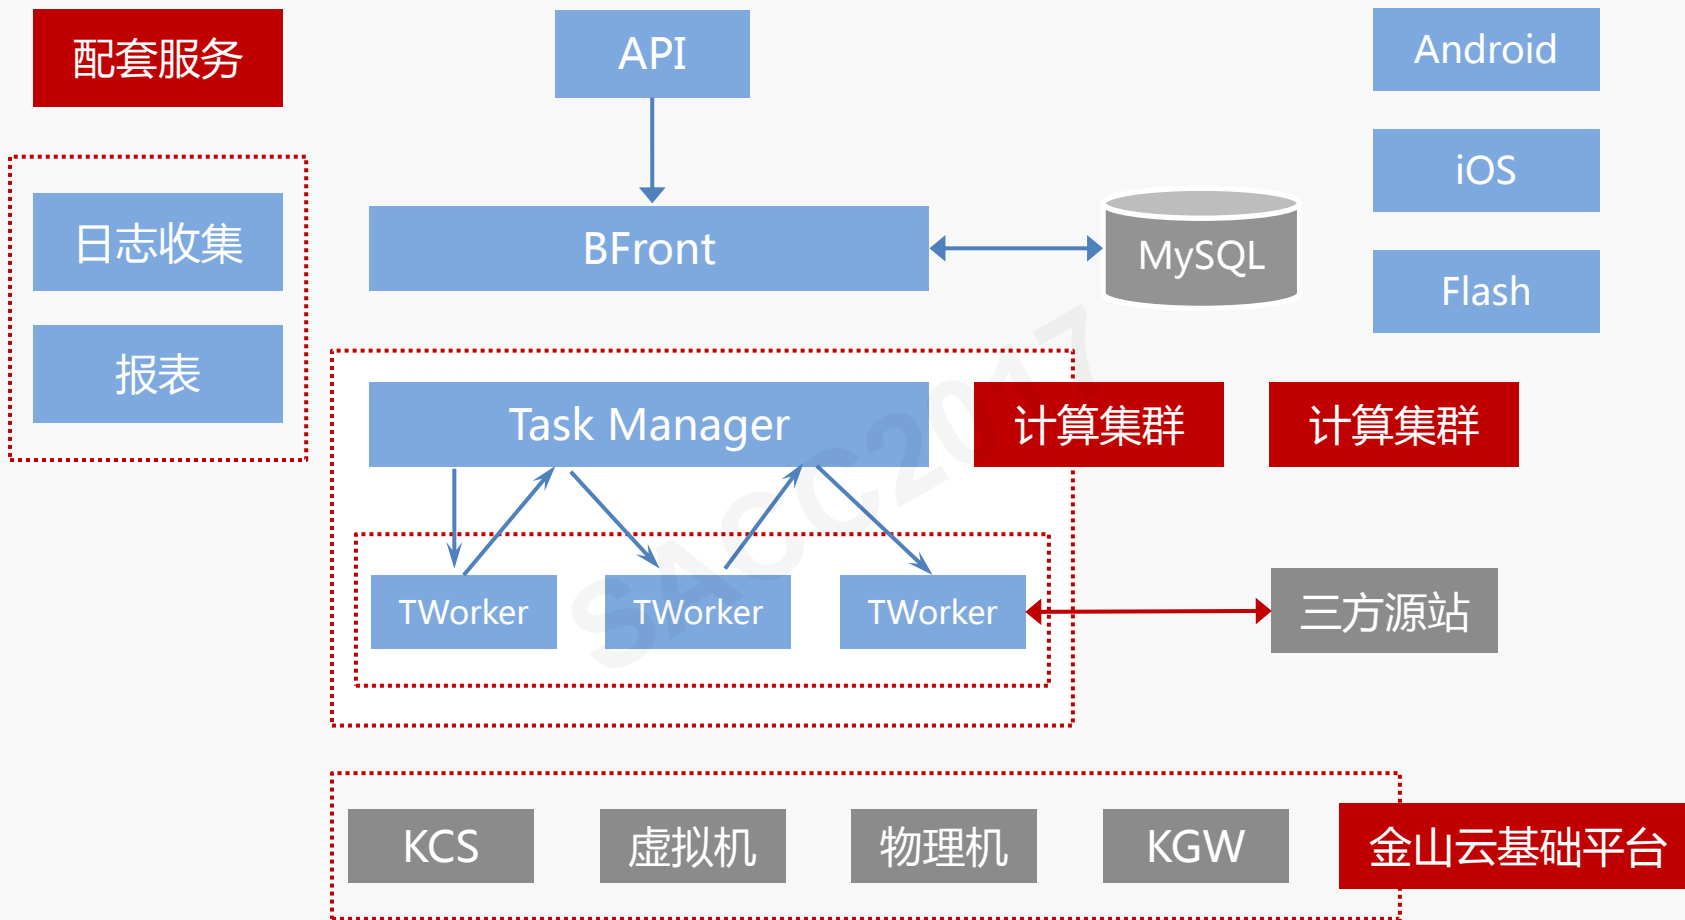 配套服务
API
Android
iOS
日志收集
BFront
MySQL
Flash
报表
Task Manager
计算集群
计算集群
TWorker
TWorker
TWorker
三方源站
SACC2017
KCS
虚拟机
物理机
KGW
金山云基础平台